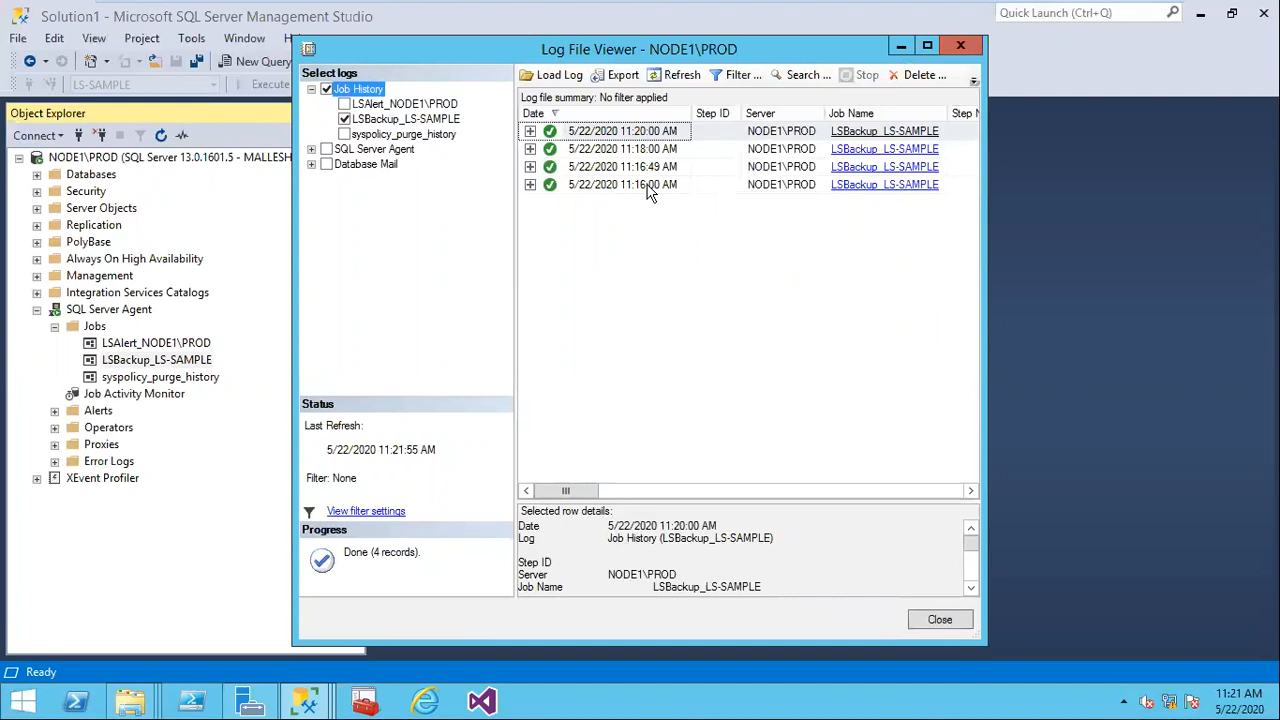 Solution1 - Microsoft SQL Server Management Studio
Quick Launch (Ctrl+Q)
File Edit View Project Tools Window
New Query
LS-SAMPLE
Execute
Object Explorer
Connect
NODE1\PROD (SQL Server 13.0.1601.5 - MALLESH
Databases
Security
Server Objects
Replication
PolyBase
Always On High Availability
Management
Integration Services Catalogs
SQL Server Agent
Jobs
LSAlert_NODE1\PROD
LSBackup_LS-SAMPLE
syspolicy_purge_history
Job Activity Monitor
Alerts
Operators
Proxies
Error Logs
XEvent Profiler
Log File Viewer - NODE1\PROD
Select logs
Job History
LSAlert_NODE1\PROD
LSBackup_LS-SAMPLE
syspolicy_purge_history
SQL Server Agent
Database Mail
Status
Last Refresh:
5/22/2020 11:21:55 AM
Filter: None
View filter settings
Progress
Done (4 records).
Load Log Export Refresh Filter ... Search ... Stop Delete ...
Log file summary: No filter applied
Date Step ID Server Job Name Step N
5/22/2020 11:20:00 AM NODE1\PROD LSBackup_LS-SAMPLE
5/22/2020 11:18:00 AM NODE1\PROD LSBackup_LS-SAMPLE
5/22/2020 11:16:49 AM NODE1\PROD LSBackup_LS-SAMPLE
5/22/2020 11:16:00 AM NODE1\PROD LSBackup_LS-SAMPLE
Selected row details:
Date 5/22/2020 11:20:00 AM
Log Job History (LSBackup_LS-SAMPLE)
Step ID
Server NODE1\PROD
Job Name LSBackup_LS-SAMPLE
Close
Ready
11:21 AM
5/22/2020